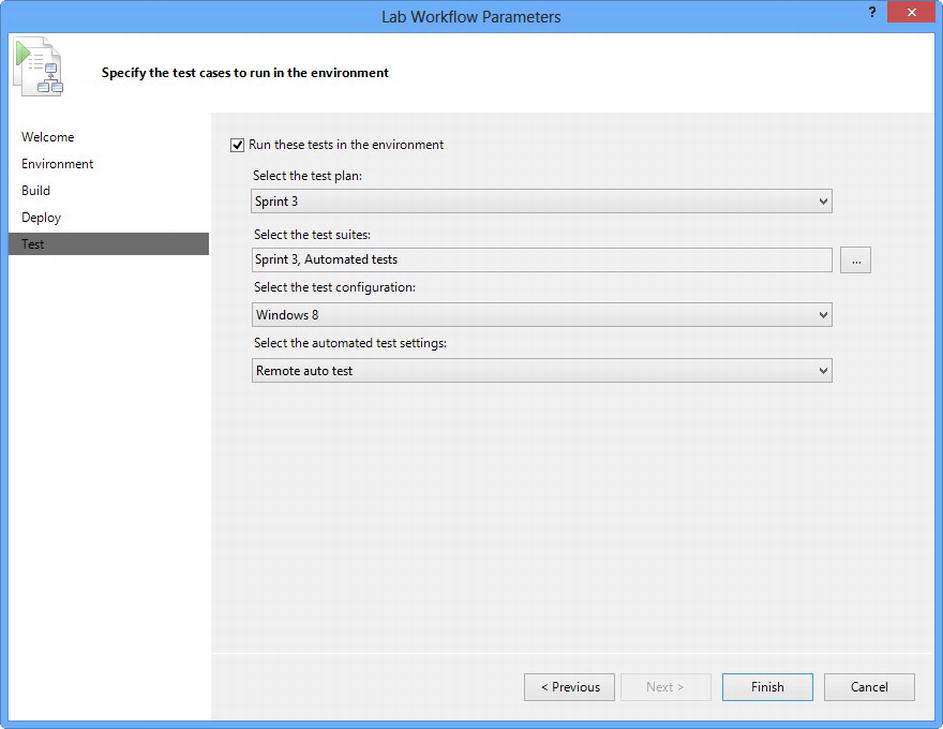 Lab Workflow Parameters
?
Specify the test cases to run in the environment
Welcome
Environment
Build
Deploy
Test
Run these tests in the environment
Select the test plan:
Sprint 3
Select the test suites:
Sprint 3, Automated tests
...
Select the test configuration:
Windows 8
Select the automated test settings:
Remote auto test
< Previous
Next >
Finish
Cancel